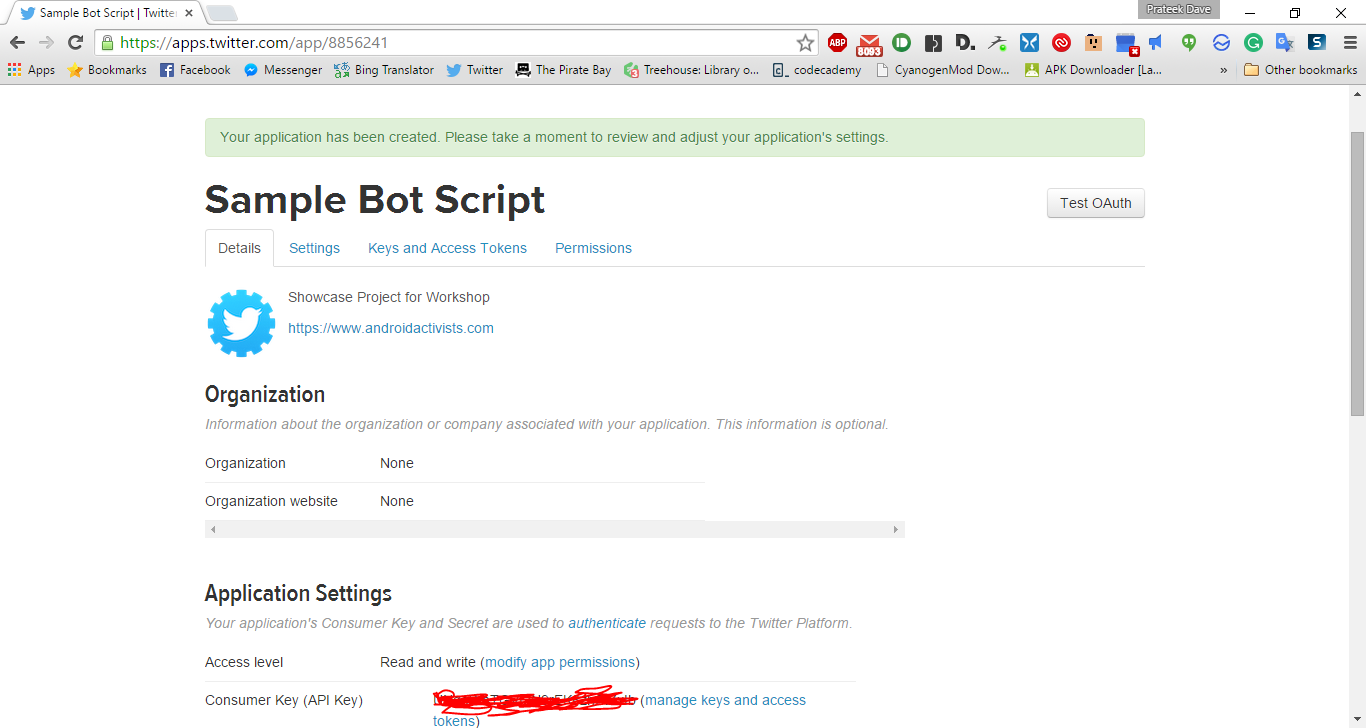 Sample Bot Script | Twitte
Prateek Dave
https://apps.twitter.com/app/8856241
ABP
8093
Apps
Bookmarks
Facebook
Messenger
Bing Translator
Twitter
The Pirate Bay
Treehouse: Library o...
codecademy
CyanogenMod Dow...
APK Downloader [La...
»
Other bookmarks
Your application has been created. Please take a moment to review and adjust your application's settings.
Sample Bot Script
Test OAuth
Details
Settings
Keys and Access Tokens
Permissions
Showcase Project for Workshop
https://www.androidactivists.com
Organization
Information about the organization or company associated with your application. This information is optional.
Organization None
Organization website None
Application Settings
Your application's Consumer Key and Secret are used to authenticate requests to the Twitter Platform.
Access level Read and write (modify app permissions)
Consumer Key (API Key) (manage keys and access
tokens)